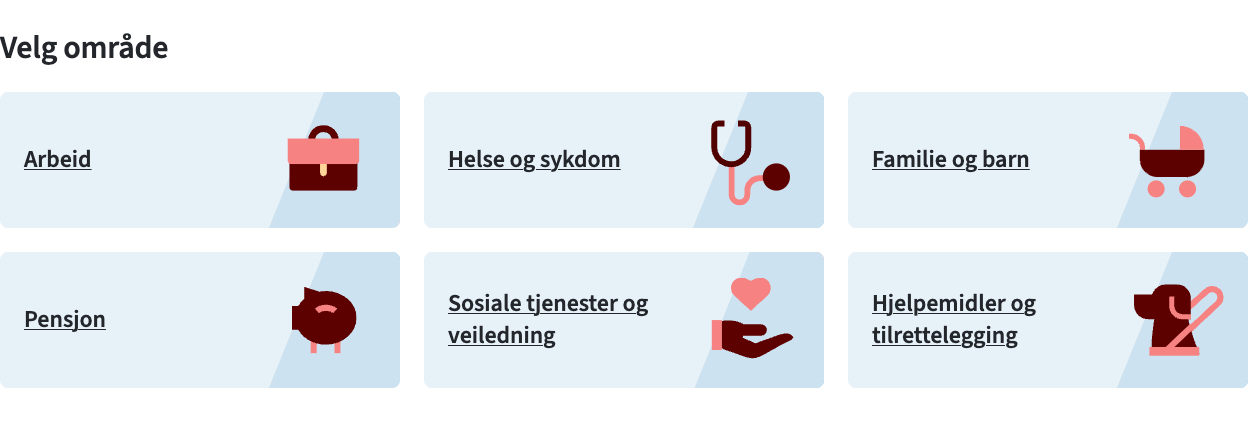 Velg område
Arbeid
Helse og sykdom
Familie og barn
Pensjon
Sosiale tjenester og
veiledning
Hjelpemidler og
tilrettelegging